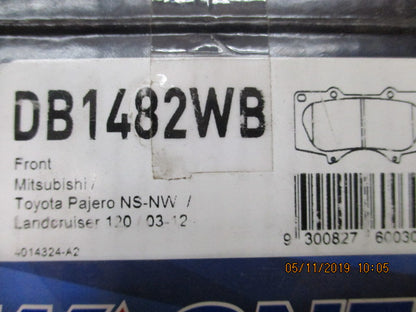 DB1482WB
Front
Mitsubishi /
Toyota Pajero NS-NW /
Landcruiser 120 / 03-12
4014324-A2
9 300827 6003
05/11/2019 10:05